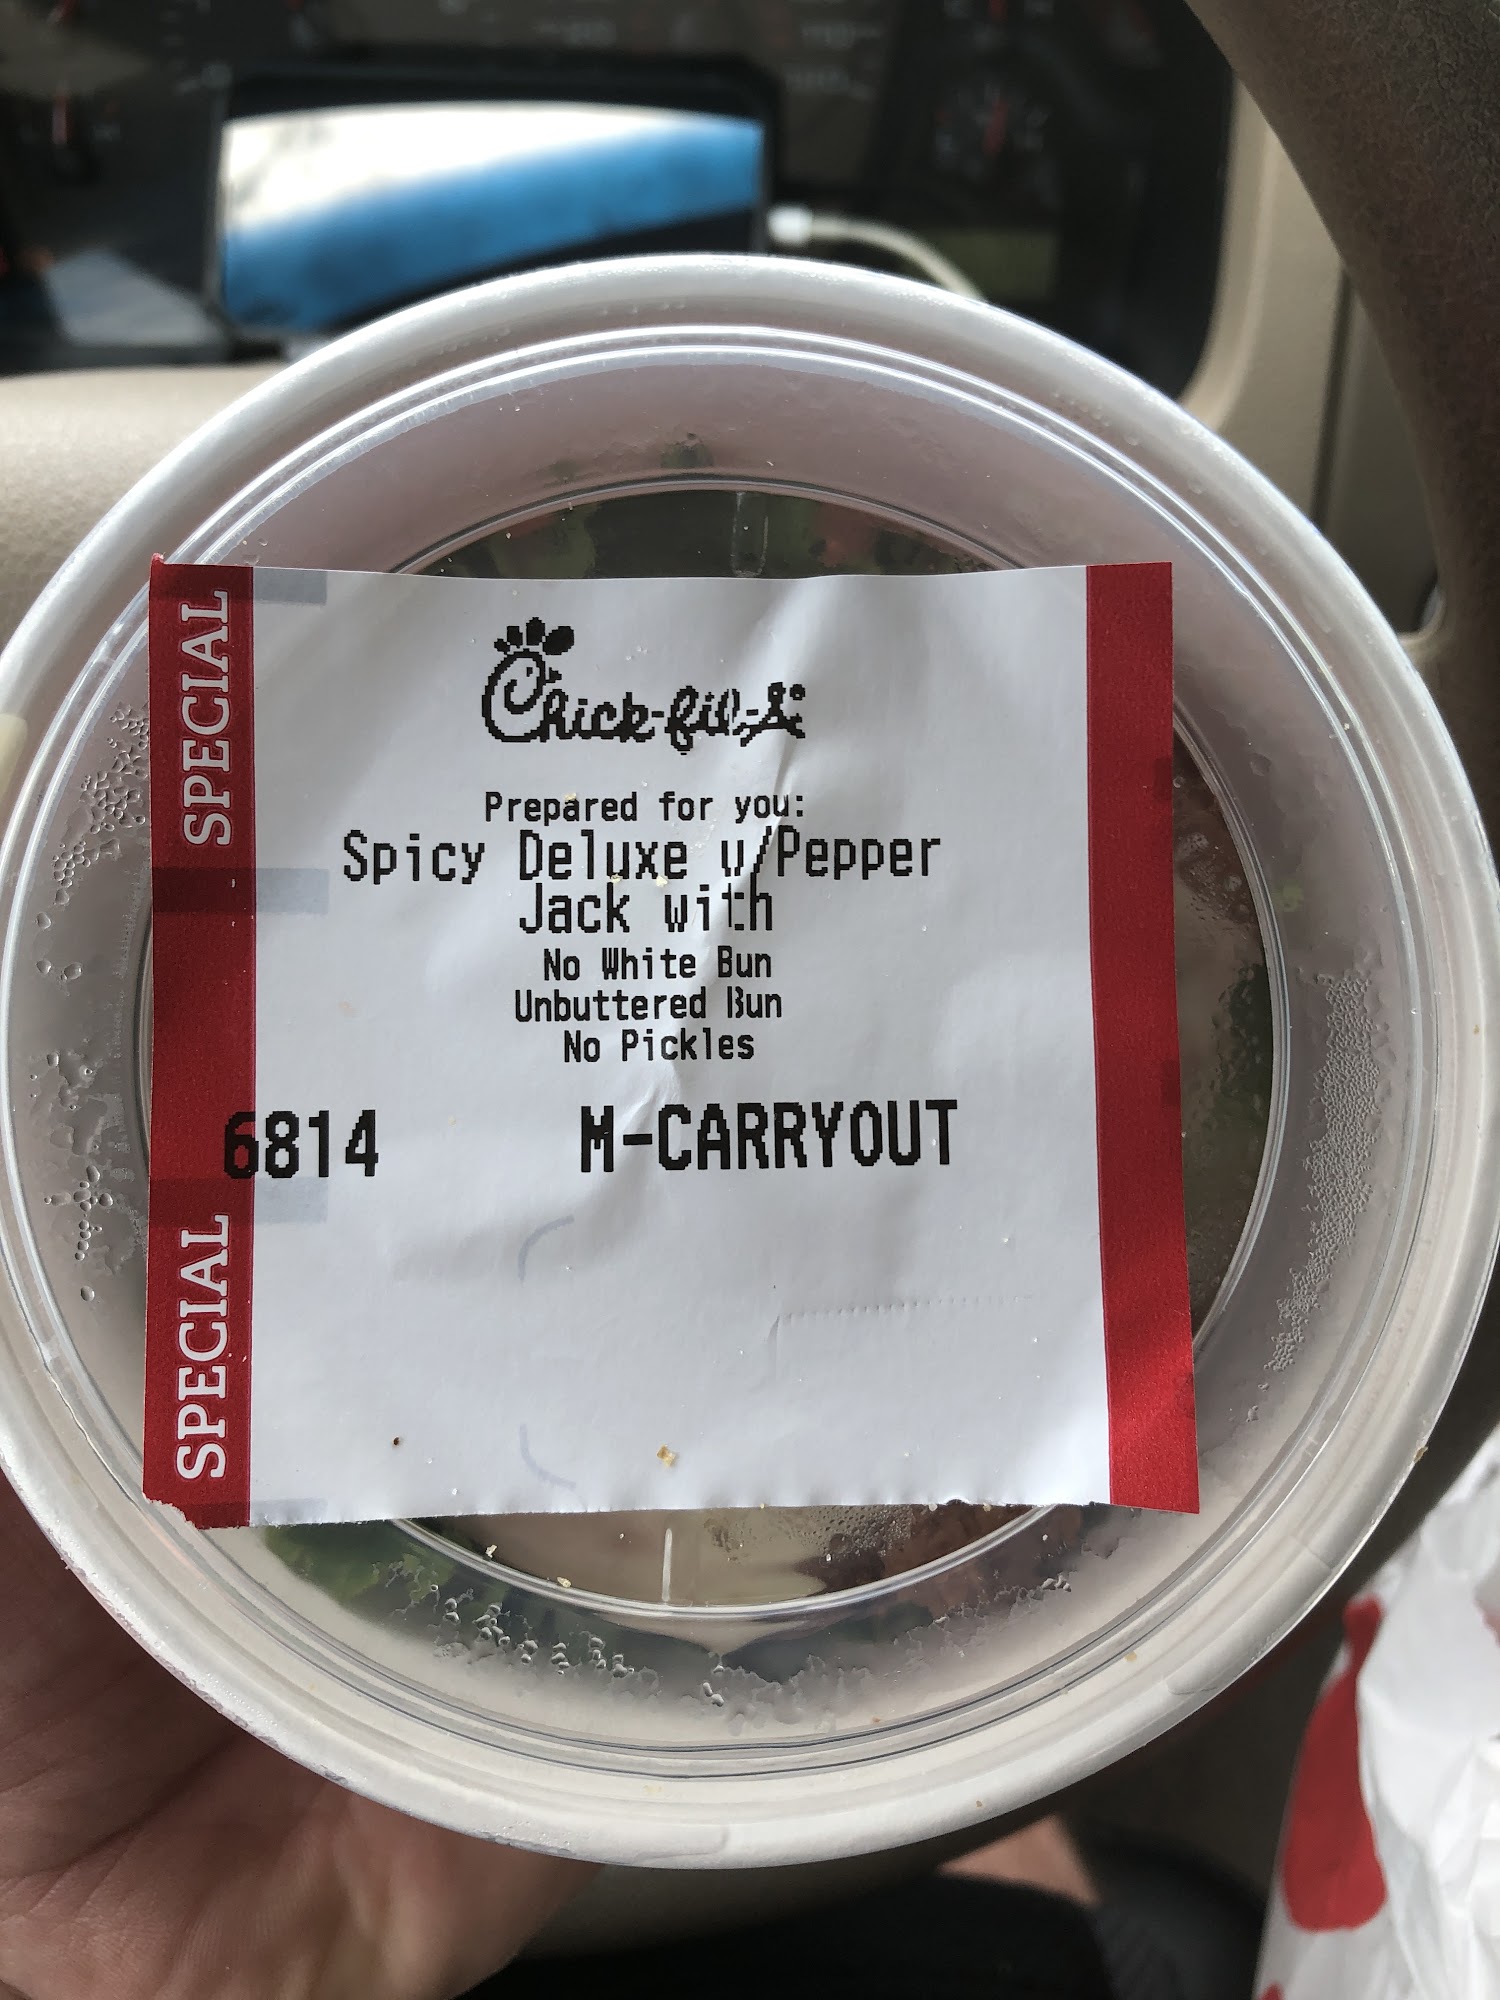 SPECIAL
Chick-fil-A
Prepared for you:
Spicy Deluxe w/Pepper
Jack with
No White Bun
Unbuttered Bun
No Pickles
6814 M-CARRYOUT
SPECIAL